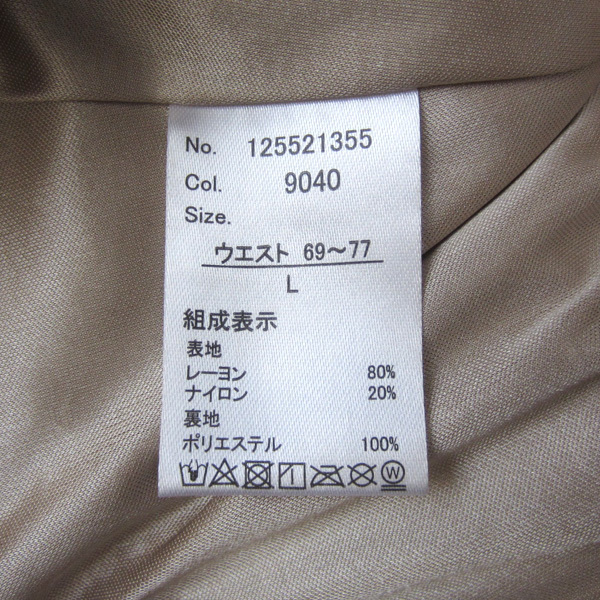 No. 125521355
Col. 9040
Size.
ウエスト 69～77
L
組成表示
表地
レーヨン 80%
ナイロン 20%
裏地
ポリエステル 100%
W